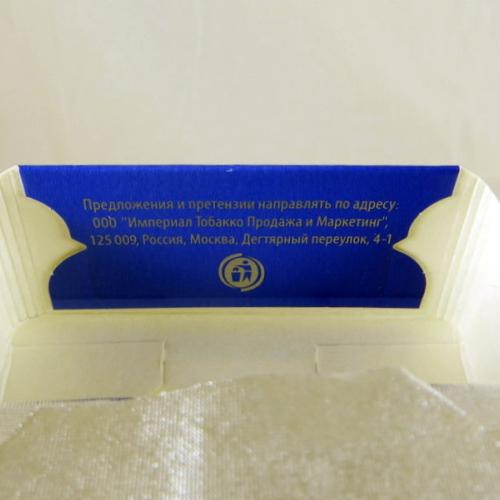 Предложения и претензии направлять по адресу:
ООО "Империал Тобакко Продажа и Маркетинг",
125 009, Россия, Москва, Дегтярный переулок, 4-1